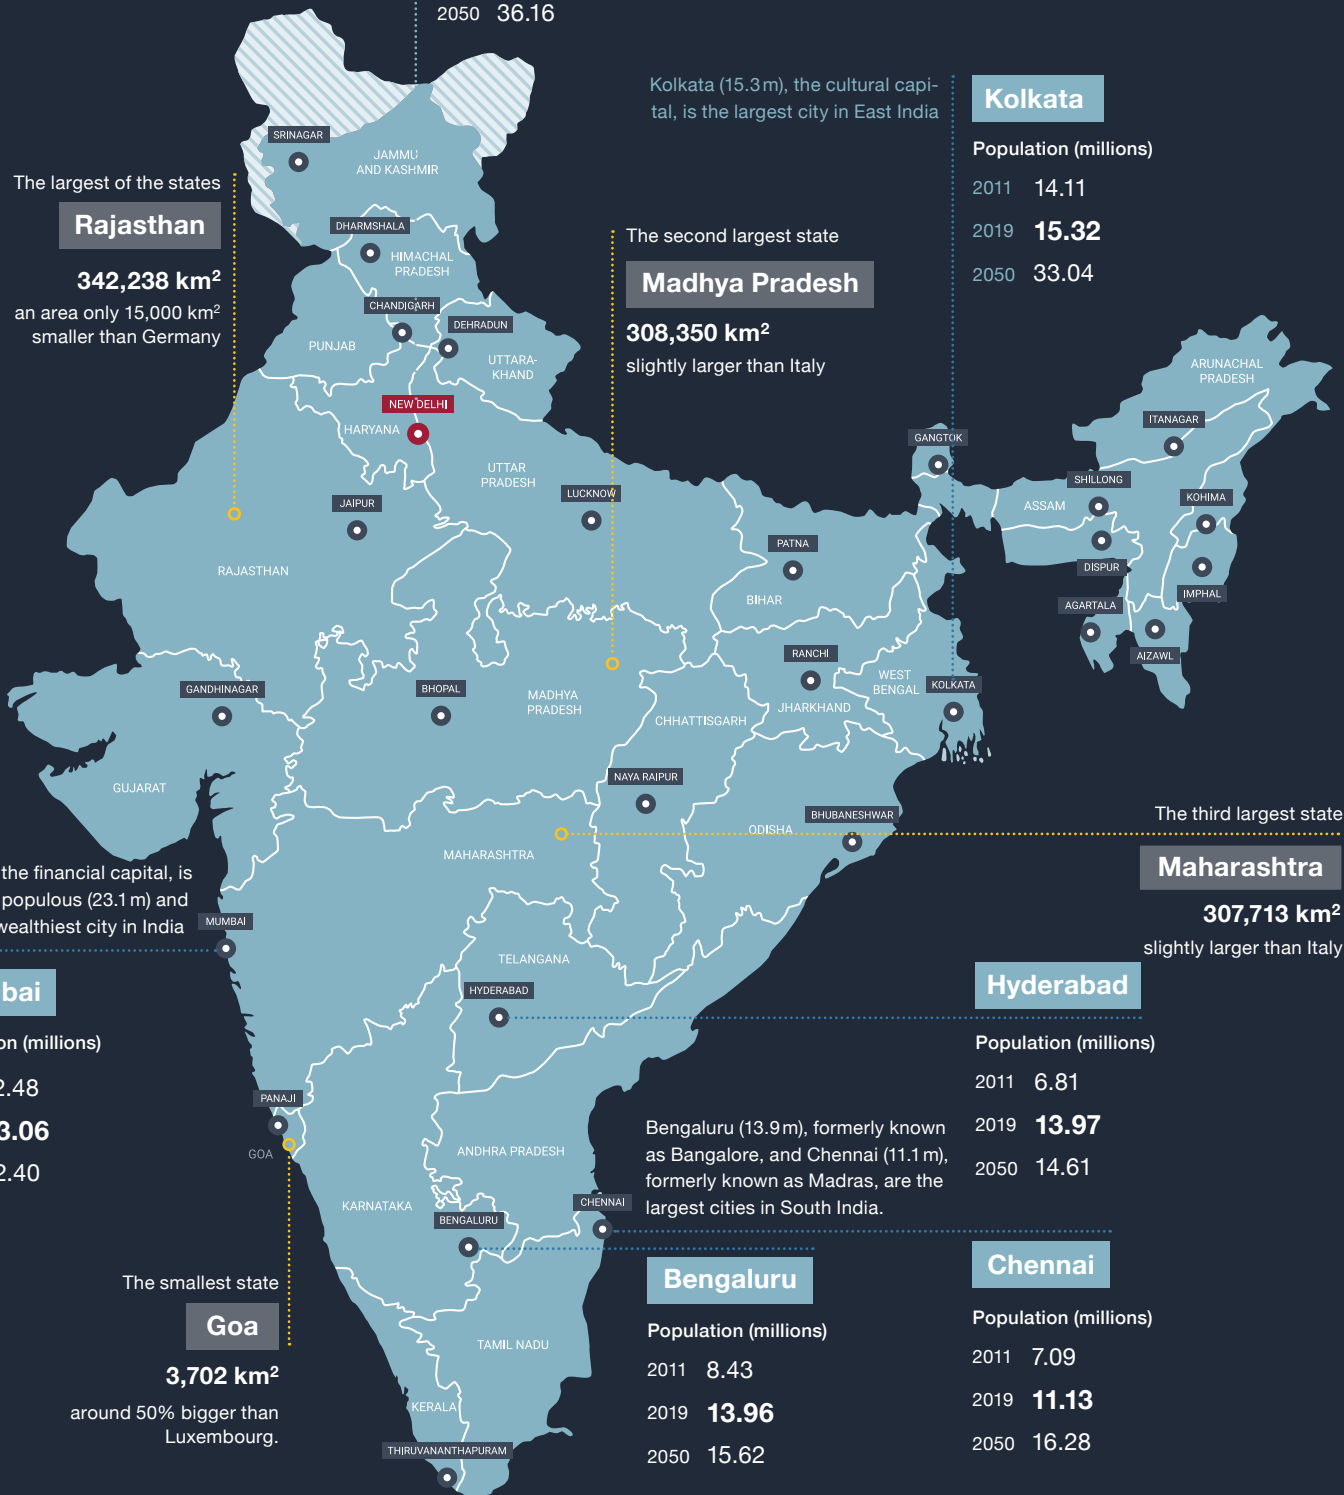 2050 36.16
Kolkata (15.3 m), the cultural capi-
tal, is the largest city in East India
Kolkata
Population (millions)
2011 14.11
2019 15.32
2050 33.04
The largest of the states
Rajasthan
342,238 km²
an area only 15,000 km²
smaller than Germany
The second largest state
Madhya Pradesh
308,350 km²
slightly larger than Italy
SRINAGAR
JAMMU
AND KASHMIR
DHARMSHALA
HIMACHAL
PRADESH
CHANDIGARH
DEHRADUN
PUNJAB
UTTARA-
KHAND
NEW DELHI
HARYANA
UTTAR
PRADESH
LUCKNOW
JAIPUR
RAJASTHAN
GANGTOK
ARUNACHAL
PRADESH
ITANAGAR
SHILLONG
ASSAM
KOHIMA
DISPUR
IMPHAL
AGARTALA
AIZAWL
PATNA
BIHAR
RANCHI
JHARKHAND
WEST
BENGAL
KOLKATA
GANDHINAGAR
BHOPAL
MADHYA
PRADESH
CHHATTISGARH
GUJARAT
NAYA RAIPUR
BHUBANESHWAR
ODISHA
MAHARASHTRA
The third largest state
Maharashtra
307,713 km²
slightly larger than Italy
the financial capital, is
populous (23.1 m) and
wealthiest city in India
MUMBAI
bai
on (millions)
2.48
3.06
2.40
TELANGANA
HYDERABAD
Hyderabad
Population (millions)
2011 6.81
2019 13.97
2050 14.61
PANAJI
GOA
ANDHRA PRADESH
KARNATAKA
BENGALURU
CHENNAI
Bengaluru (13.9 m), formerly known
as Bangalore, and Chennai (11.1 m),
formerly known as Madras, are the
largest cities in South India.
Bengaluru
Population (millions)
2011 8.43
2019 13.96
2050 15.62
Chennai
Population (millions)
2011 7.09
2019 11.13
2050 16.28
The smallest state
Goa
3,702 km²
around 50% bigger than
Luxembourg.
TAMIL NADU
KERALA
THIRUVANANTHAPURAM